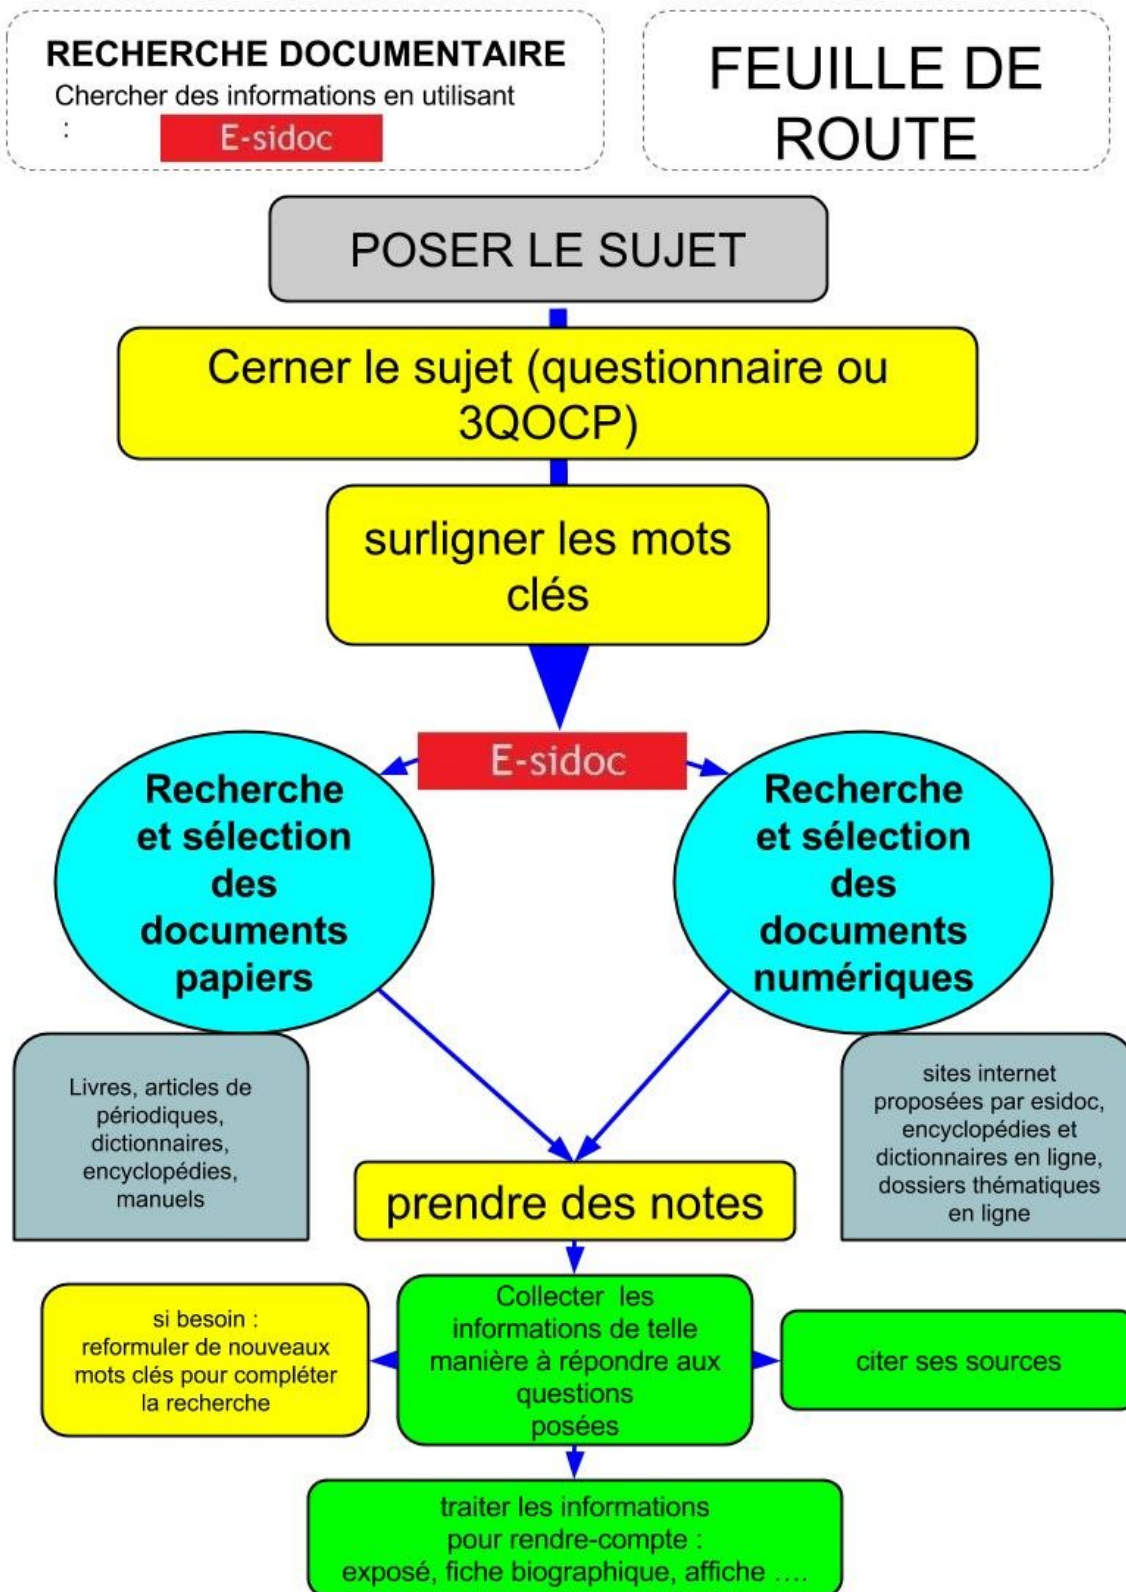 RECHERCHE DOCUMENTAIRE
Chercher des informations en utilisant
:
E-sidoc
FEUILLE DE
ROUTE
POSER LE SUJET
Cerner le sujet (questionnaire ou
3QOCP)
surligner les mots
clés
E-sidoc
Recherche
et sélection
des
documents
papiers
Recherche
et sélection
des
documents
numériques
Livres, articles de
périodiques,
dictionnaires,
encyclopédies,
manuels
sites internet
proposées par esidoc,
encyclopédies et
dictionnaires en ligne,
dossiers thématiques
en ligne
prendre des notes
si besoin :
reformuler de nouveaux
mots clés pour compléter
la recherche
Collecter les
informations de telle
manière à répondre aux
questions
posées
citer ses sources
traiter les informations
pour rendre-compte :
exposé, fiche biographique, affiche ....